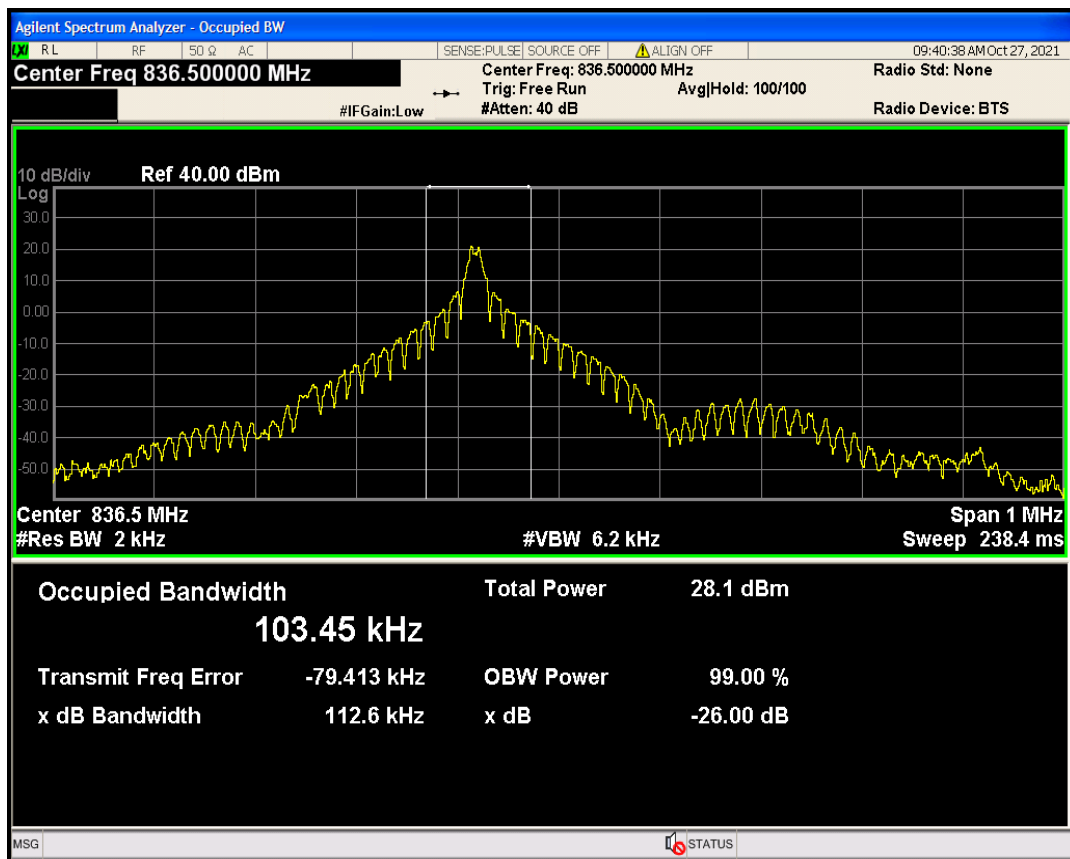 Agilent Spectrum Analyzer - Occupied BW
LXI RL RF 50 Ω AC SENSE:PULSE SOURCE OFF ALIGN OFF 09:40:38 AM Oct 27, 2021
Center Freq 836.500000 MHz Center Freq: 836.500000 MHz Radio Std: None
Trig: Free Run Avg|Hold: 100/100
#IFGain:Low #Atten: 40 dB Radio Device: BTS
10 dB/div Ref 40.00 dBm
Log
30.0
20.0
10.0
0.00
-10.0
-20.0
-30.0
-40.0
-50.0
Center 836.5 MHz Span 1 MHz
#Res BW 2 kHz #VBW 6.2 kHz Sweep 238.4 ms
Occupied Bandwidth Total Power 28.1 dBm
103.45 kHz
Transmit Freq Error -79.413 kHz OBW Power 99.00 %
x dB Bandwidth 112.6 kHz x dB -26.00 dB
MSG STATUS